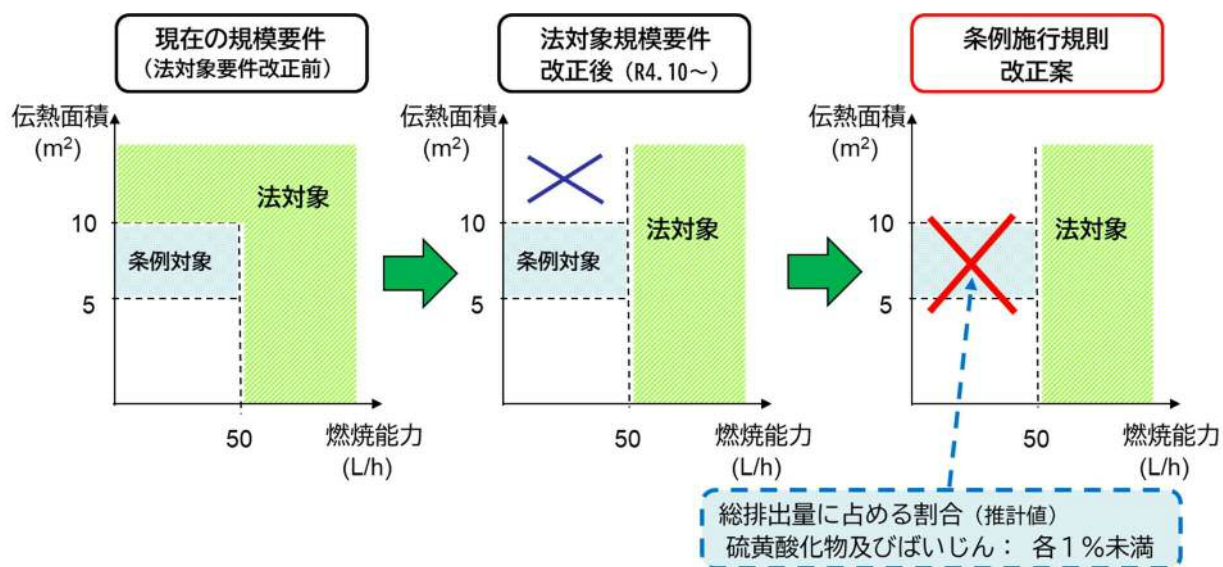 現在の規模要件
(法対象要件改正前)
伝熱面積
(m²)
10
5
法対象
条例対象
50
燃焼能力
(L/h)
法対象規模要件
改正後 (R4.10～)
伝熱面積
(m²)
10
5
法対象
条例対象
50
燃焼能力
(L/h)
条例施行規則
改正案
伝熱面積
(m²)
10
5
法対象
50
燃焼能力
(L/h)
総排出量に占める割合 (推計値)
硫黄酸化物及びばいじん： 各１％未満